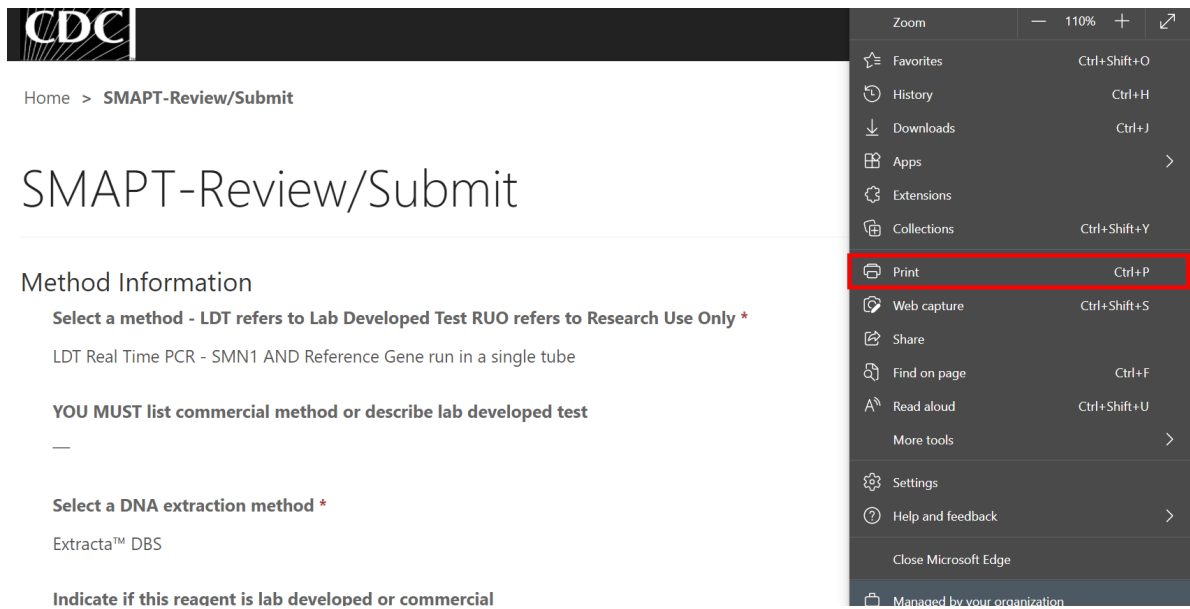 CDC
Home > SMAPT-Review/Submit
SMAPT-Review/Submit
Method Information
Select a method - LDT refers to Lab Developed Test RUO refers to Research Use Only *
LDT Real Time PCR - SMN1 AND Reference Gene run in a single tube
YOU MUST list commercial method or describe lab developed test
—
Select a DNA extraction method *
Extracta™ DBS
Indicate if this reagent is lab developed or commercial
Zoom — 110% +
Favorites Ctrl+Shift+O
History Ctrl+H
Downloads Ctrl+J
Apps
Extensions
Collections Ctrl+Shift+Y
Print Ctrl+P
Web capture Ctrl+Shift+S
Share
Find on page Ctrl+F
Read aloud Ctrl+Shift+U
More tools
Settings
Help and feedback
Close Microsoft Edge
Managed by your organization